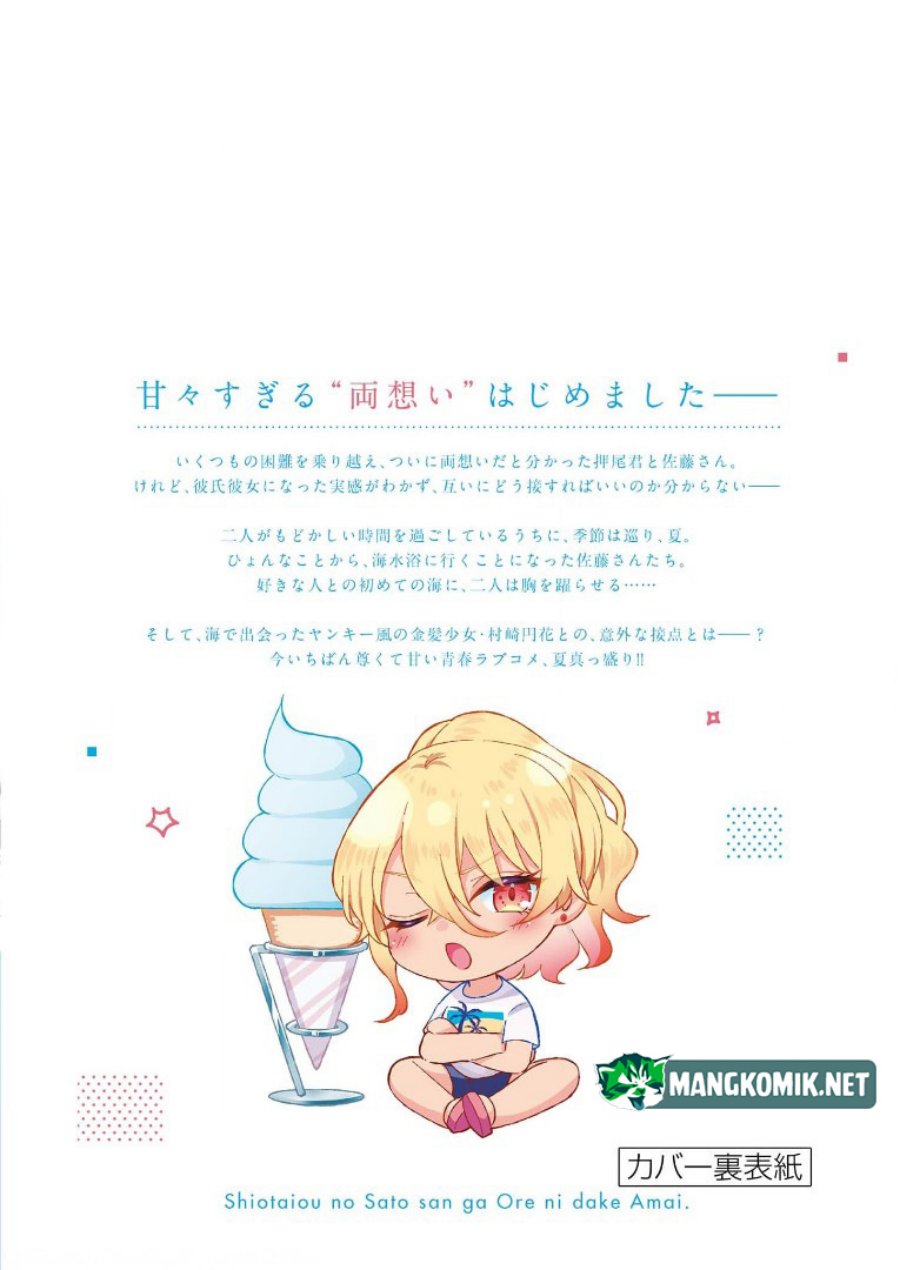 甘々すぎる“両想い”はじめました――
いくつもの困難を乗り越え、ついに両想いだと分かった押尾君と佐藤さん。
けれど、彼氏彼女になった実感がわかず、互いにどう接すればいいのか分からない――
二人がもどかしい時間を過ごしているうちに、季節は巡り、夏。
ひょんなことから、海水浴に行くことになった佐藤さんたち。
好きな人との初めての海に、二人は胸を躍らせる……
そして、海で出会ったヤンキー風の金髪少女・村崎円花との、意外な接点とは――？
今いちばん尊くて甘い青春ラブコメ、夏真っ盛り!!
MANGKOMIK.NET
カバー裏表紙
Shiotaiou no Sato san ga Ore ni dake Amai.